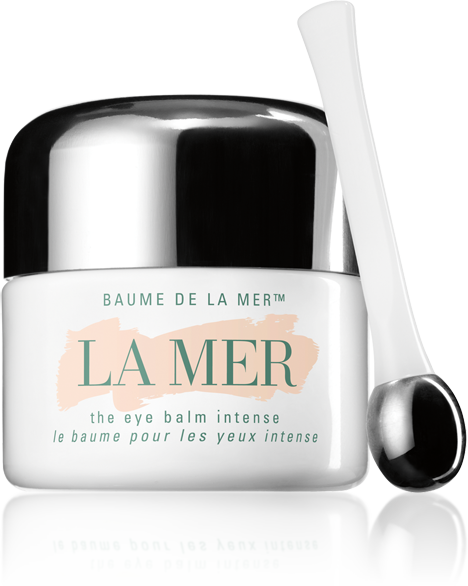 BAUME DE LA MER™
LA MER
the eye balm intense
le baume pour les yeux intense